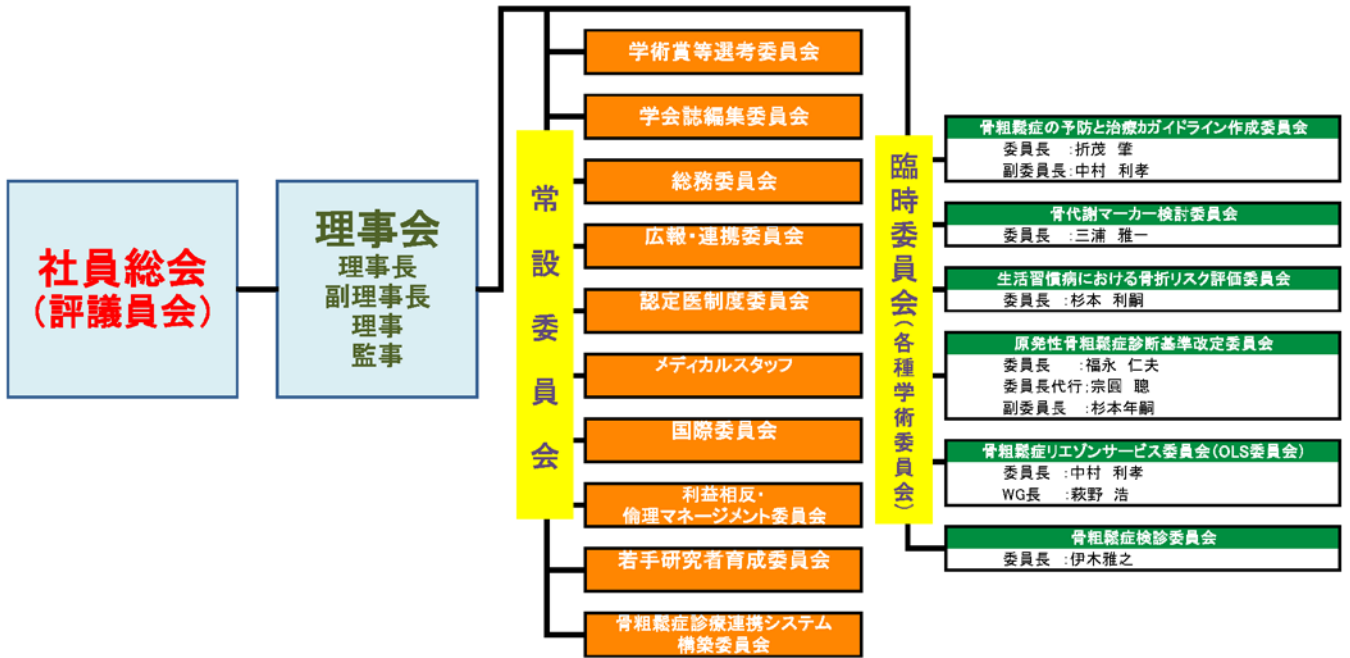 社員総会
(評議員会)
理事会
理事長
副理事長
理事
監事
常設委員会
学術賞等選考委員会
学会誌編集委員会
総務委員会
広報・連携委員会
認定医制度委員会
メディカルスタッフ
国際委員会
利益相反・
倫理マネージメント委員会
若手研究者育成委員会
骨粗鬆症診療連携システム
構築委員会
臨時委員会(各種学術委員会)
骨粗鬆症の予防と治療ガイドライン作成委員会
委員長 :折茂 肇
副委員長:中村 利孝
骨代謝マーカー検討委員会
委員長 :三浦 雅一
生活習慣病における骨折リスク評価委員会
委員長 :杉本 利嗣
原発性骨粗鬆症診断基準改定委員会
委員長 :福永 仁夫
委員長代行;宗圓 聰
副委員長 :杉本年嗣
骨粗鬆症リエゾンサービス委員会(OLS委員会)
委員長 :中村 利孝
WG長 :萩野 浩
骨粗鬆症検診委員会
委員長 :伊木雅之